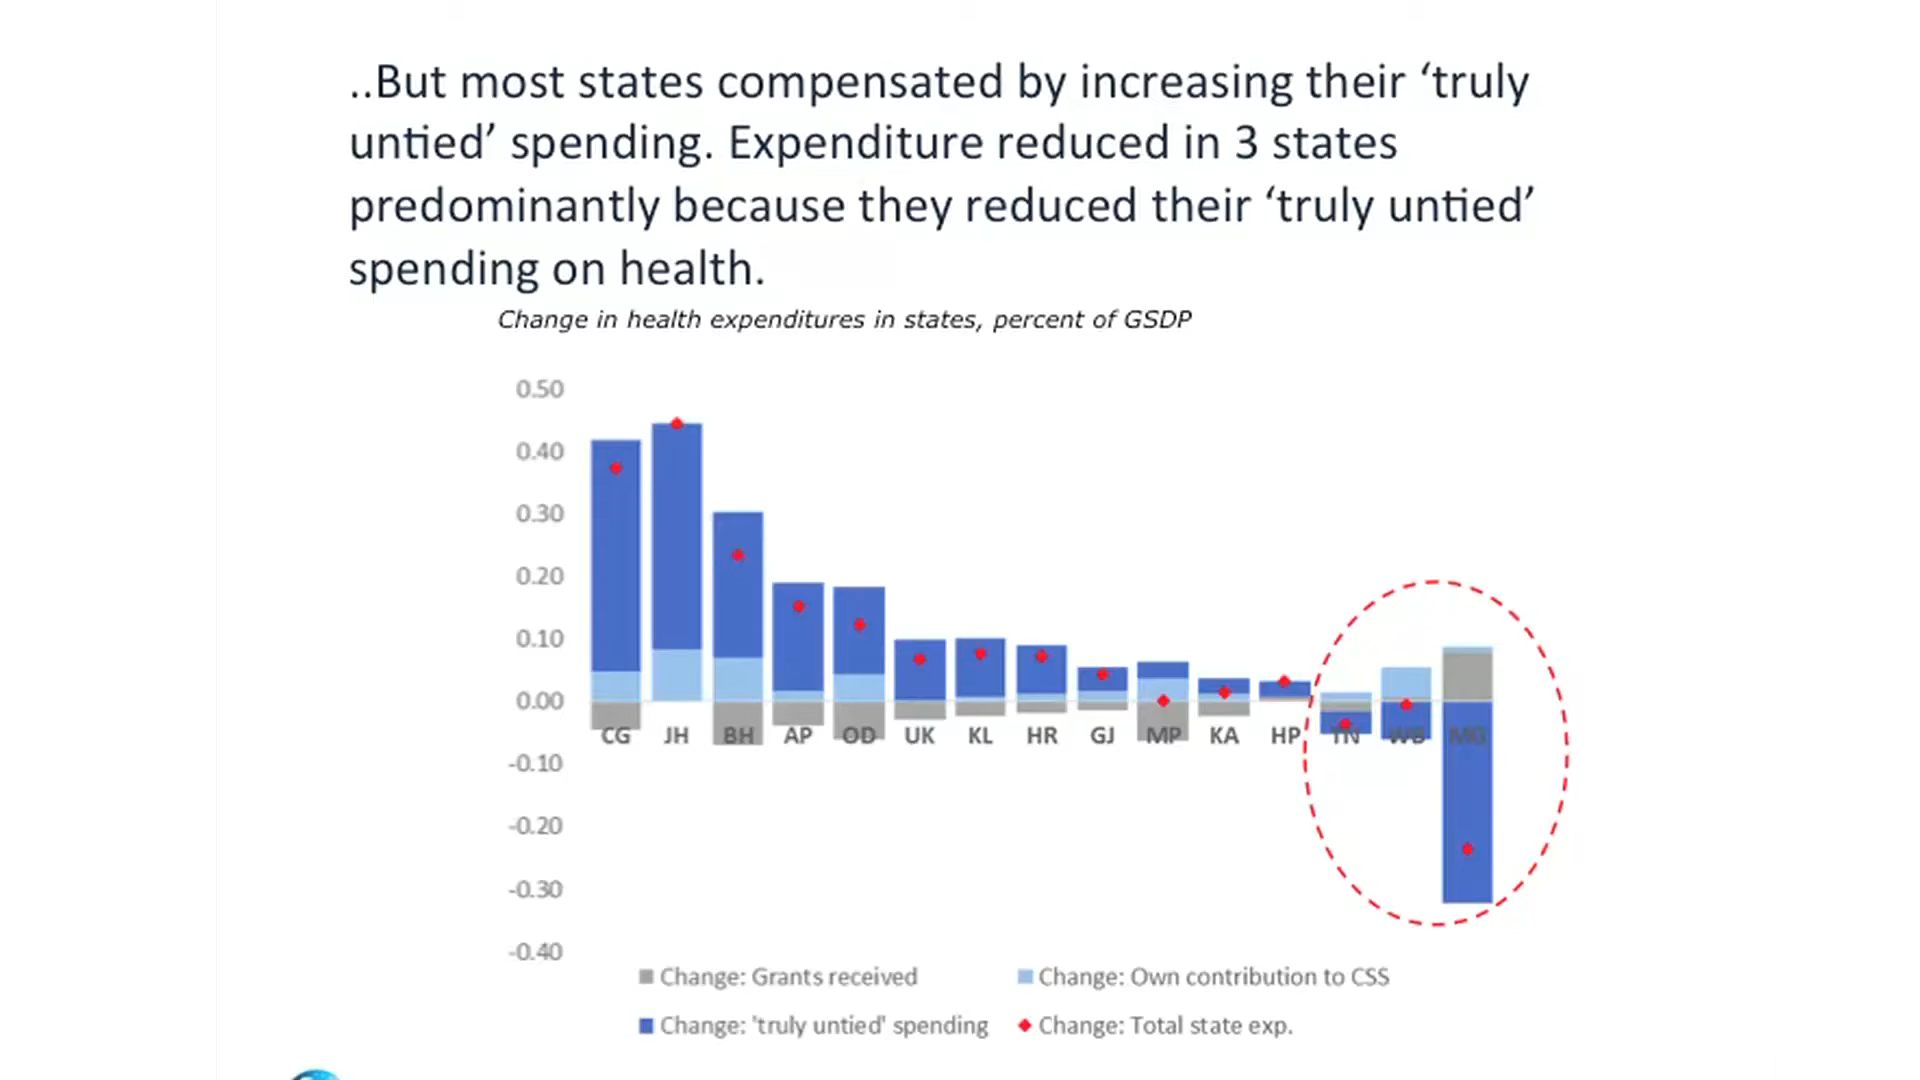 ..But most states compensated by increasing their ‘truly
untied’ spending. Expenditure reduced in 3 states
predominantly because they reduced their ‘truly untied’
spending on health.
Change in health expenditures in states, percent of GSDP
0.50
0.40
0.30
0.20
0.10
0.00
-0.10
-0.20
-0.30
-0.40
CG JH BH AP OD UK KL HR GJ MP KA HP TN WB MG
Change: Grants received
Change: Own contribution to CSS
Change: 'truly untied' spending
Change: Total state exp.